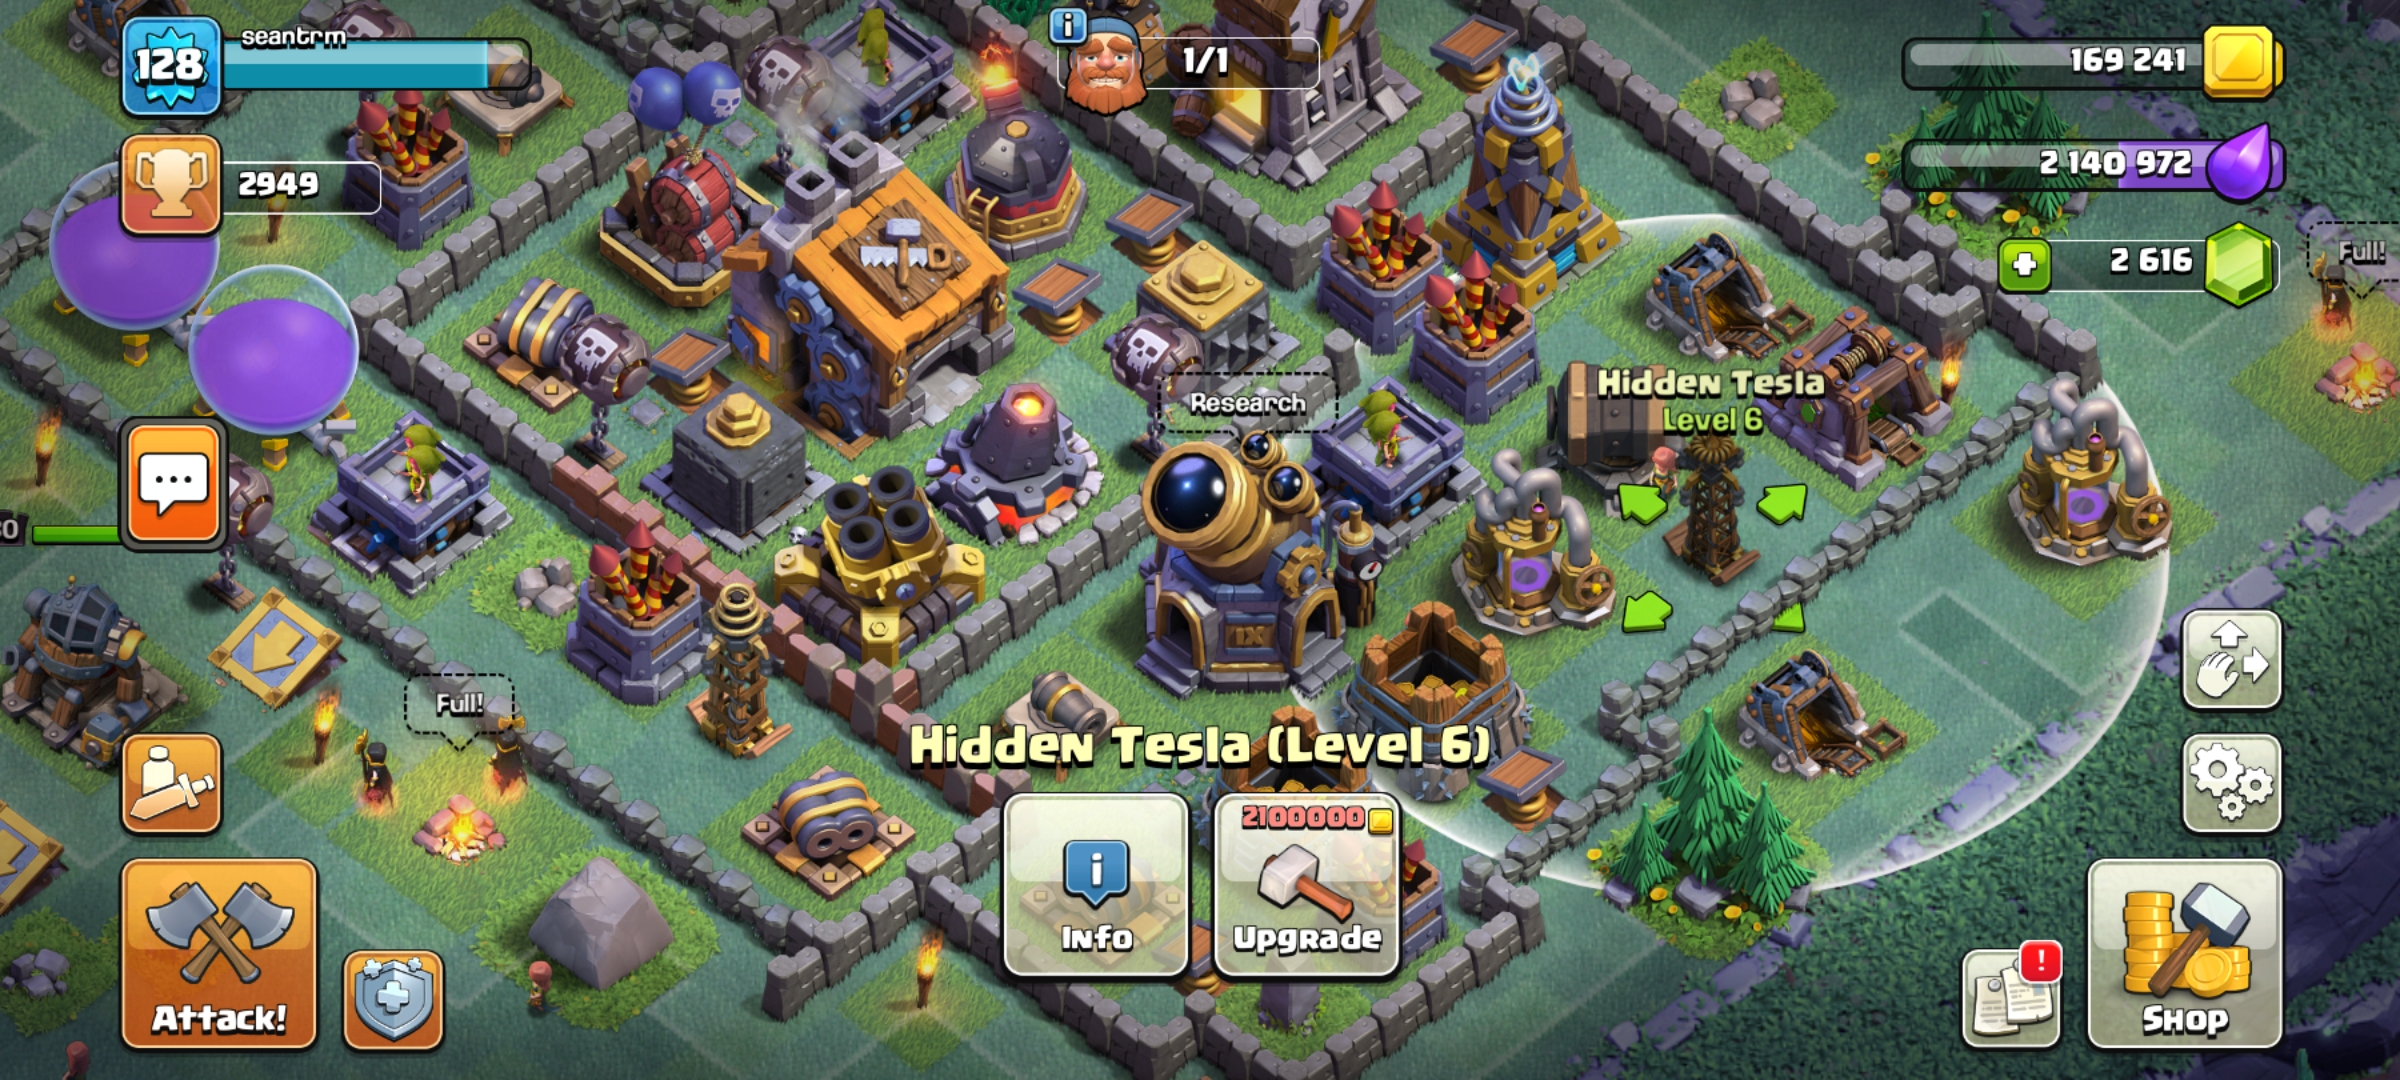 seantrm
128
1/1
169 241
2949
2 140 972
2 616
Full!
Hidden Tesla
Level 6
Research
IX
Full!
Hidden Tesla (Level 6)
2100000
Info
Upgrade
Attack!
!
Shop